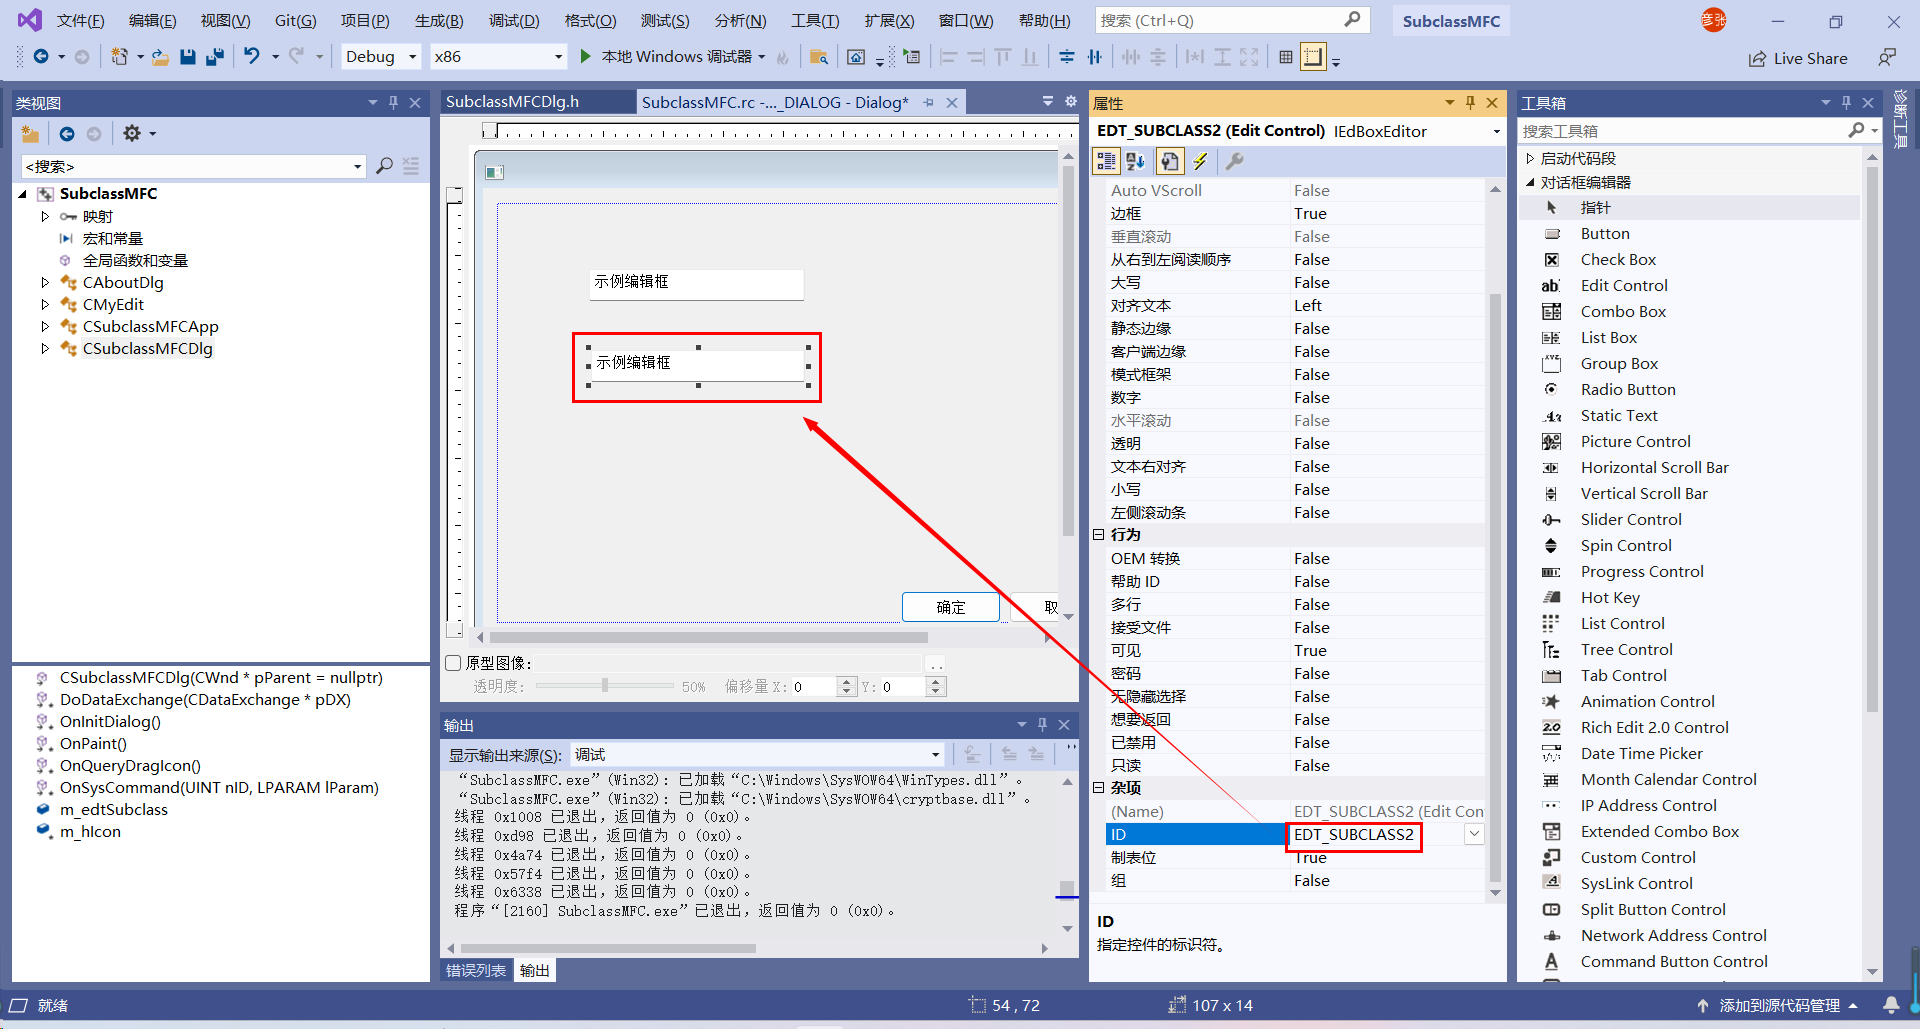 文件(F) 编辑(E) 视图(V) Git(G) 项目(P) 生成(B) 调试(D) 格式(O) 测试(S) 分析(N) 工具(T) 扩展(X) 窗口(W) 帮助(H) 搜索 (Ctrl+Q) SubclassMFC 彦张
Debug x86 本地 Windows 调试器 Live Share
类视图
<搜索>
SubclassMFC
映射
宏和常量
全局函数和变量
CAboutDlg
CMyEdit
CSubclassMFCApp
CSubclassMFCDlg
CSubclassMFCDlg(CWnd * pParent = nullptr)
DoDataExchange(CDataExchange * pDX)
OnInitDialog()
OnPaint()
OnQueryDragIcon()
OnSysCommand(UINT nID, LPARAM lParam)
m_edtSubclass
m_hIcon
SubclassMFCDlg.h SubclassMFC.rc -..._DIALOG - Dialog*
示例编辑框
示例编辑框
确定 取
原型图像: ..
透明度: 50% 偏移量 X: 0 Y: 0
输出
显示输出来源(S): 调试
“SubclassMFC.exe”(Win32): 已加载“C:\Windows\SysWOW64\WinTypes.dll”。
“SubclassMFC.exe”(Win32): 已加载“C:\Windows\SysWOW64\cryptbase.dll”。
线程 0x1008 已退出，返回值为 0 (0x0)。
线程 0xd98 已退出，返回值为 0 (0x0)。
线程 0x4a74 已退出，返回值为 0 (0x0)。
线程 0x57f4 已退出，返回值为 0 (0x0)。
线程 0x6338 已退出，返回值为 0 (0x0)。
程序“[2160] SubclassMFC.exe”已退出，返回值为 0 (0x0)。
错误列表 输出
属性
EDT_SUBCLASS2 (Edit Control) IEdBoxEditor
Auto VScroll False
边框 True
垂直滚动 False
从右到左阅读顺序 False
大写 False
对齐文本 Left
静态边缘 False
客户端边缘 False
模式框架 False
数字 False
水平滚动 False
透明 False
文本右对齐 False
小写 False
左侧滚动条 False
行为
OEM 转换 False
帮助 ID False
多行 False
接受文件 False
可见 True
密码 False
无隐藏选择 False
想要返回 False
已禁用 False
只读 False
杂项
(Name) EDT_SUBCLASS2 (Edit Con
ID EDT_SUBCLASS2
制表位 True
组 False
ID
指定控件的标识符。
工具箱
搜索工具箱
启动代码段
对话框编辑器
指针
Button
Check Box
Edit Control
Combo Box
List Box
Group Box
Radio Button
Static Text
Picture Control
Horizontal Scroll Bar
Vertical Scroll Bar
Slider Control
Spin Control
Progress Control
Hot Key
List Control
Tree Control
Tab Control
Animation Control
Rich Edit 2.0 Control
Date Time Picker
Month Calendar Control
IP Address Control
Extended Combo Box
Custom Control
SysLink Control
Split Button Control
Network Address Control
Command Button Control
诊断工具
就绪 54 , 72 107 x 14 添加到源代码管理